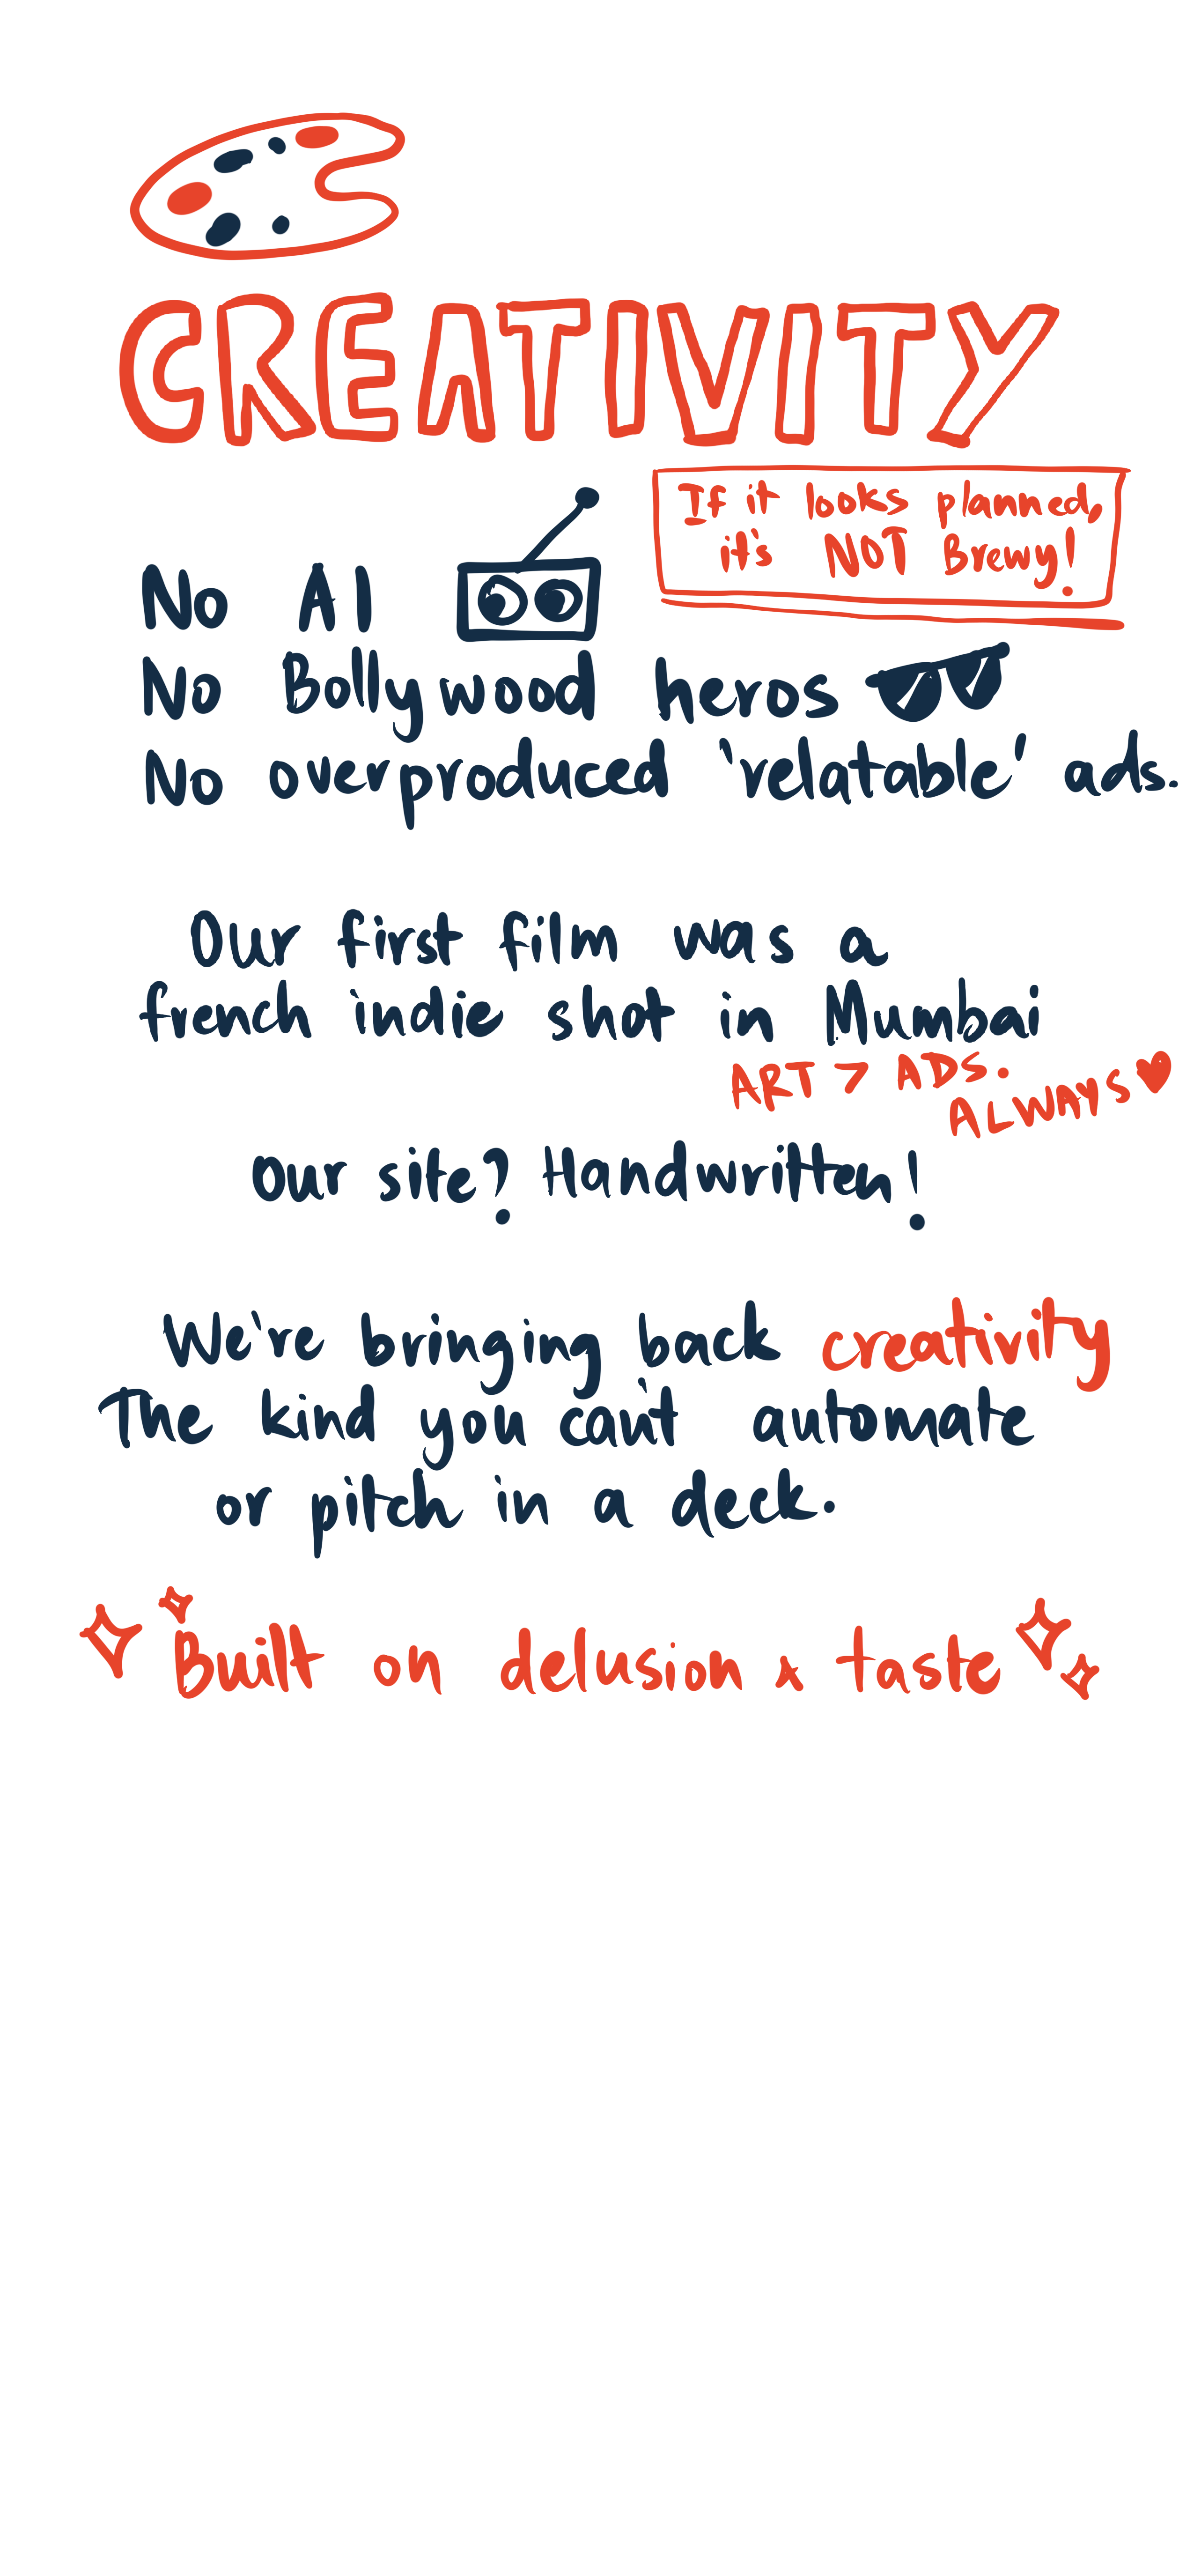 CREATIVITY
If it looks planned,
it's NOT Brewy!
No AI
No Bollywood heros
No overproduced 'relatable' ads.
Our first film was a
french indie shot in Mumbai
ART > ADS.
ALWAYS
Our site? Handwritten!
We're bringing back creativity
The kind you can't automate
or pitch in a deck.
Built on delusion & taste